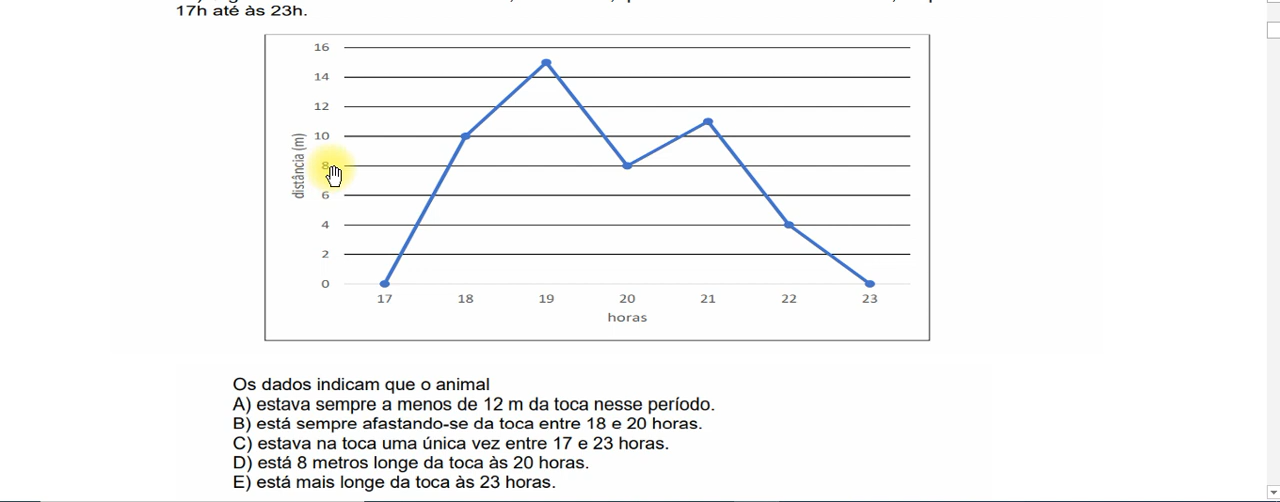 17h até às 23h.
16
14
12
10
8
6
4
2
0
distância (m)
17 18 19 20 21 22 23
horas
Os dados indicam que o animal
A) estava sempre a menos de 12 m da toca nesse período.
B) está sempre afastando-se da toca entre 18 e 20 horas.
C) estava na toca uma única vez entre 17 e 23 horas.
D) está 8 metros longe da toca às 20 horas.
E) está mais longe da toca às 23 horas.